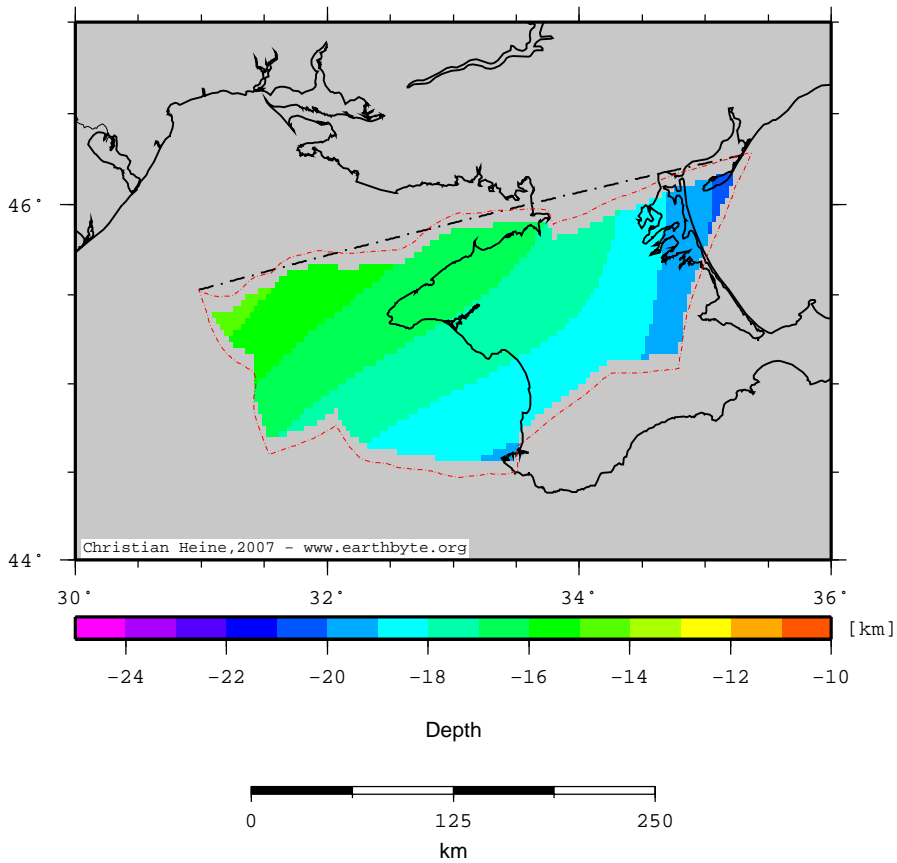 46°
Christian Heine,2007 - www.earthbyte.org
44°
30° 32° 34° 36°
[km]
−24 −22 −20 −18 −16 −14 −12 −10
Depth
0 125 250
km